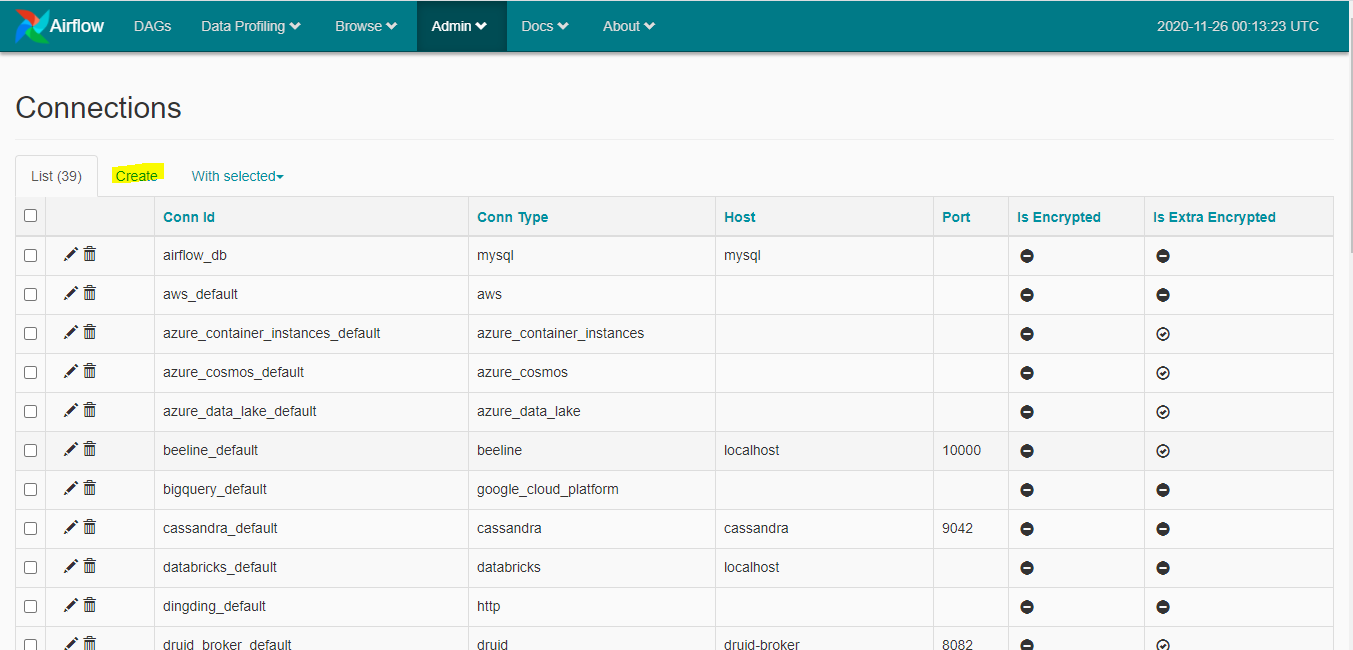 Airflow DAGs Data Profiling Browse Admin Docs About 2020-11-26 00:13:23 UTC
Connections
List (39) Create With selected
Conn Id Conn Type Host Port Is Encrypted Is Extra Encrypted
airflow_db mysql mysql
aws_default aws
azure_container_instances_default azure_container_instances
azure_cosmos_default azure_cosmos
azure_data_lake_default azure_data_lake
beeline_default beeline localhost 10000
bigquery_default google_cloud_platform
cassandra_default cassandra cassandra 9042
databricks_default databricks localhost
dingding_default http
druid_broker_default druid druid-broker 8082